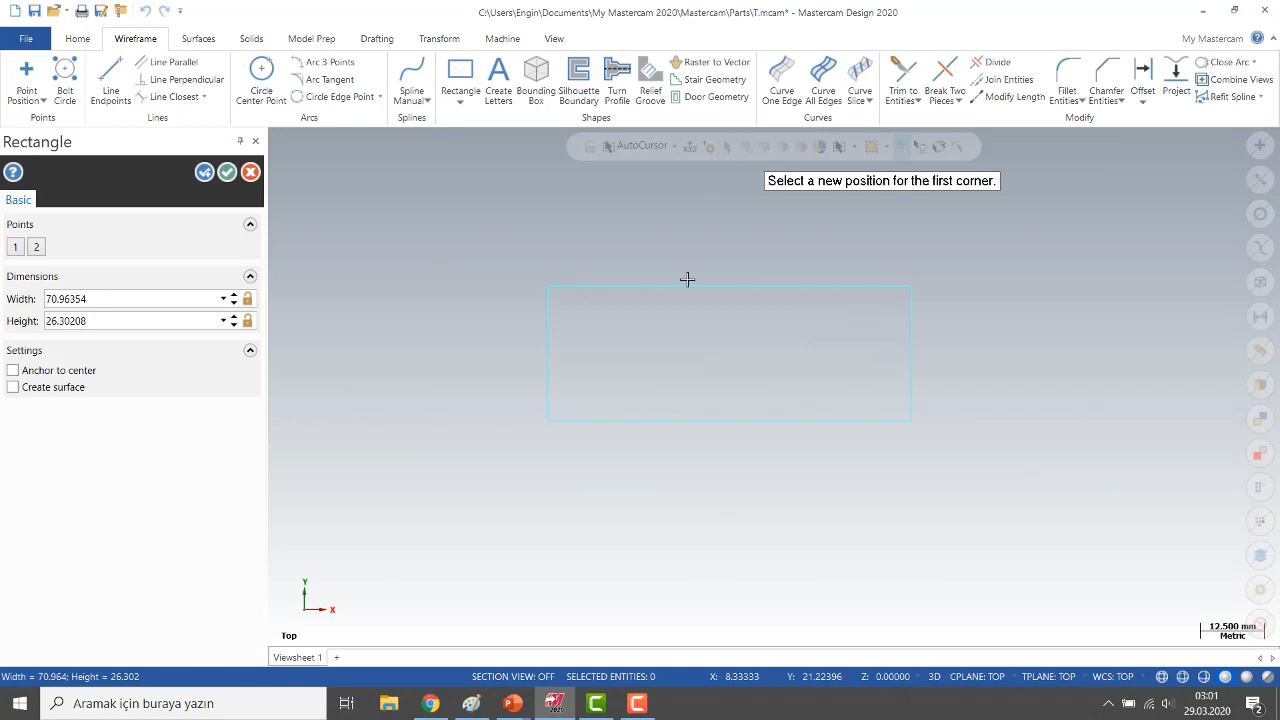 C:\Users\Engin\Documents\My Mastercam 2020\Mastercam\Parts\T.mcam* - Mastercam Design 2020
File Home Wireframe Surfaces Solids Model Prep Drafting Transform Machine View My Mastercam
Point Position
Bolt Circle
Points
Line Endpoints
Line Parallel
Line Perpendicular
Line Closest
Lines
Circle Center Point
Arc 3 Points
Arc Tangent
Circle Edge Point
Arcs
Spline Manual
Splines
Rectangle
Create Letters
Bounding Box
Silhouette Boundary
Turn Profile
Relief Groove
Raster to Vector
Stair Geometry
Door Geometry
Shapes
Curve One Edge
Curve All Edges
Curve Slice
Curves
Trim to Entities
Break Two Pieces
Divide
Join Entities
Modify Length
Fillet Entities
Chamfer Entities
Offset
Project
Close Arc
Combine Views
Refit Spline
Modify
Rectangle
Basic
Points
1 2
Dimensions
Width: 70.96354
Height: 26.30208
Settings
Anchor to center
Create surface
AutoCursor
Select a new position for the first corner.
Y
X
Top
12.500 mm
Metric
Viewsheet 1 +
Width = 70.964; Height = 26.302 SECTION VIEW: OFF SELECTED ENTITIES: 0 X: 8.33333 Y: 21.22396 Z: 0.00000 3D CPLANE: TOP TPLANE: TOP WCS: TOP
Aramak için buraya yazın
2020
03:01
29.03.2020
2